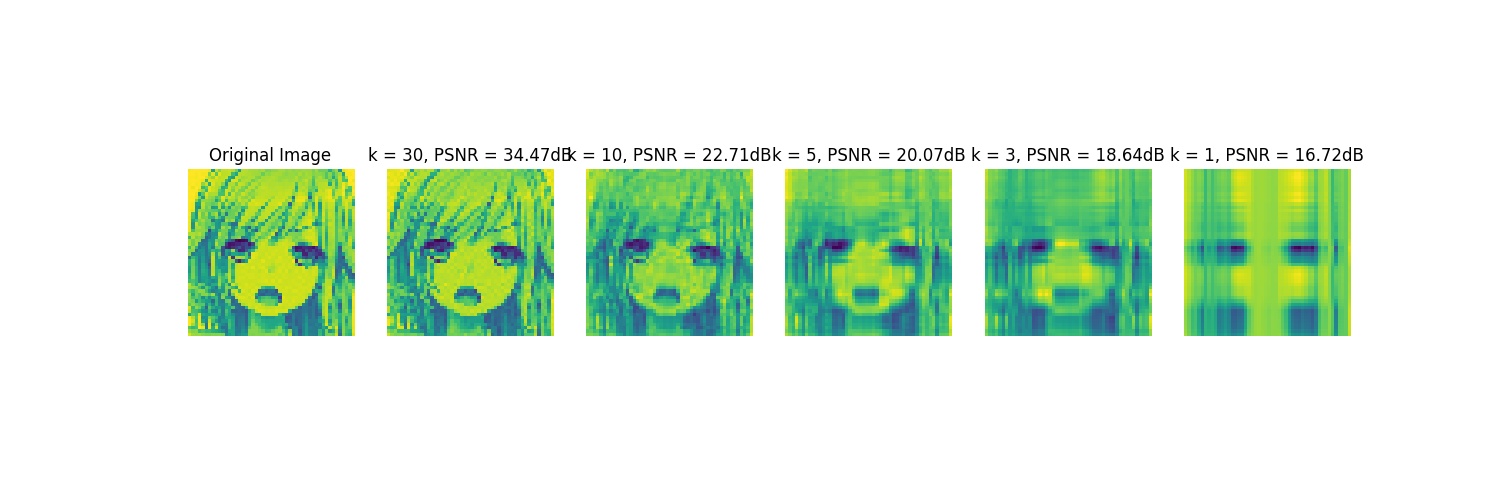 Original Image
k = 30, PSNR = 34.47dB
k = 10, PSNR = 22.71dB
k = 5, PSNR = 20.07dB
k = 3, PSNR = 18.64dB
k = 1, PSNR = 16.72dB